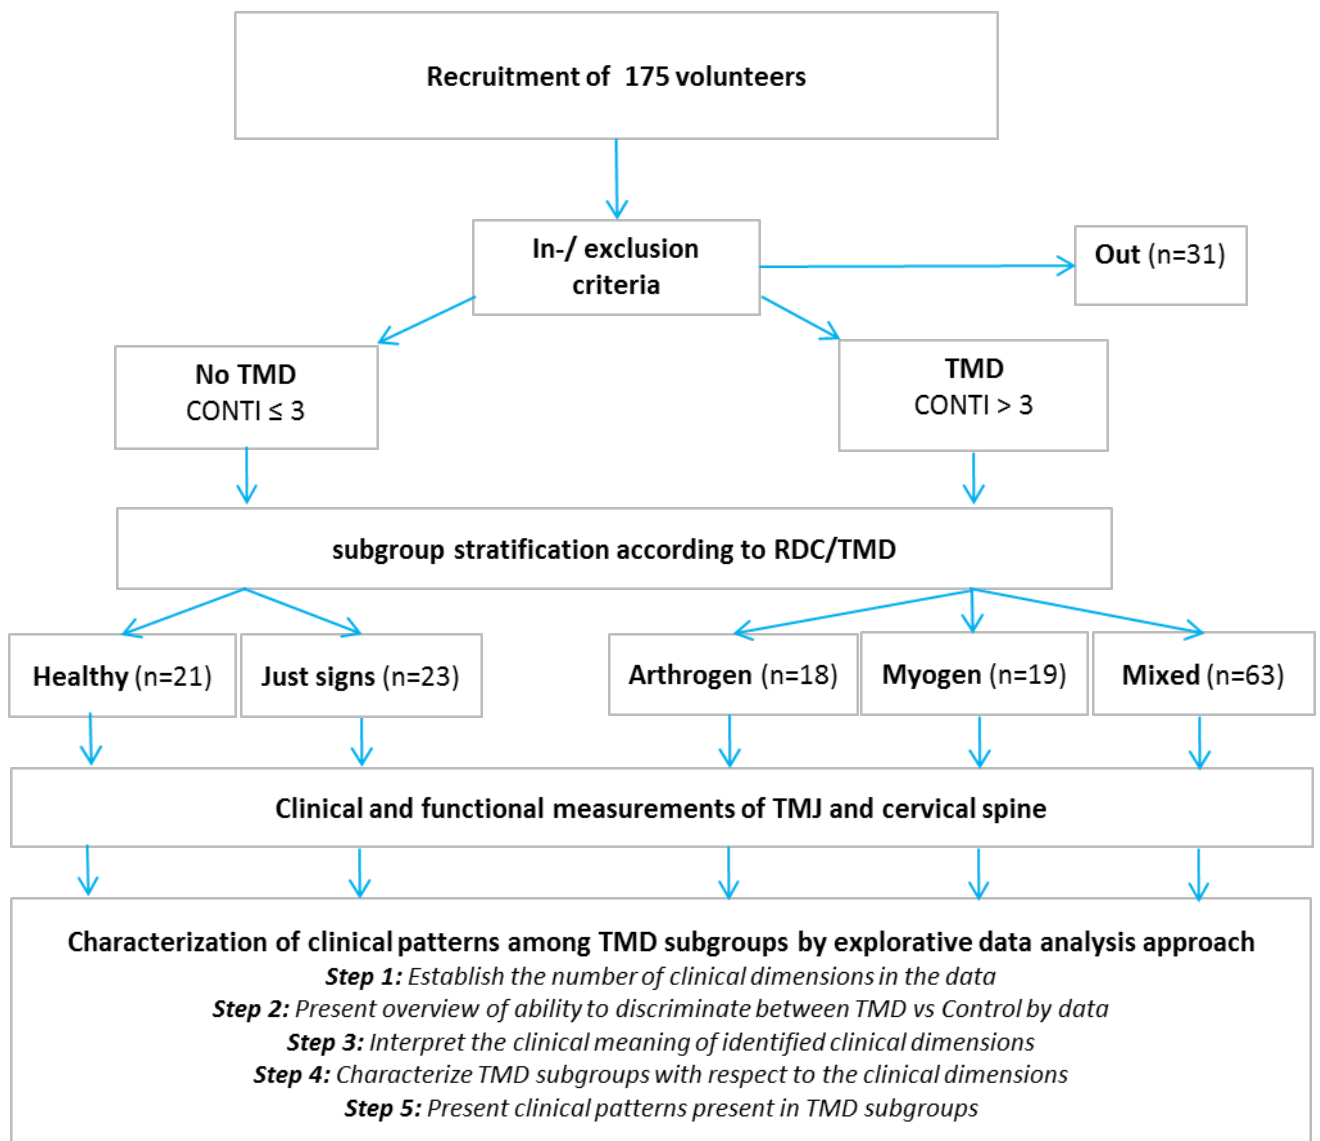 Recruitment of 175 volunteers
In-/ exclusion
criteria
Out (n=31)
No TMD
CONTI ≤ 3
TMD
CONTI > 3
subgroup stratification according to RDC/TMD
Healthy (n=21)
Just signs (n=23)
Arthrogen (n=18)
Myogen (n=19)
Mixed (n=63)
Clinical and functional measurements of TMJ and cervical spine
Characterization of clinical patterns among TMD subgroups by explorative data analysis approach
Step 1: Establish the number of clinical dimensions in the data
Step 2: Present overview of ability to discriminate between TMD vs Control by data
Step 3: Interpret the clinical meaning of identified clinical dimensions
Step 4: Characterize TMD subgroups with respect to the clinical dimensions
Step 5: Present clinical patterns present in TMD subgroups